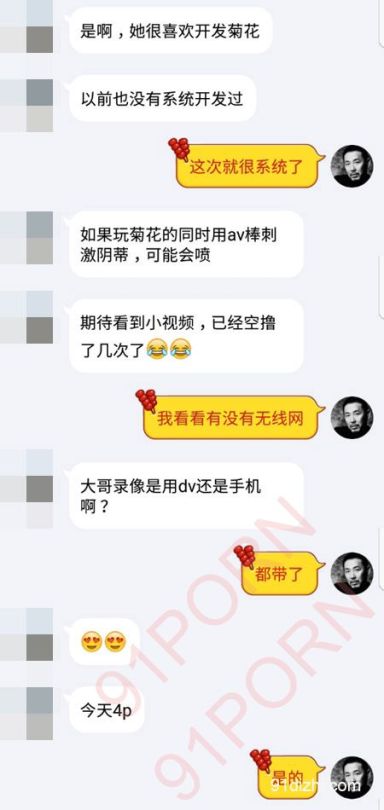 是啊，她很喜欢开发菊花
以前也没有系统开发过
这次就很系统了
如果玩菊花的同时用av棒刺
激阴蒂，可能会喷
期待看到小视频，已经空撸
了几次了😂😂
我看看有没有无线网
大哥录像是用dv还是手机
啊？
都带了
😍😍
今天4p
是的
91PORN
91PORN